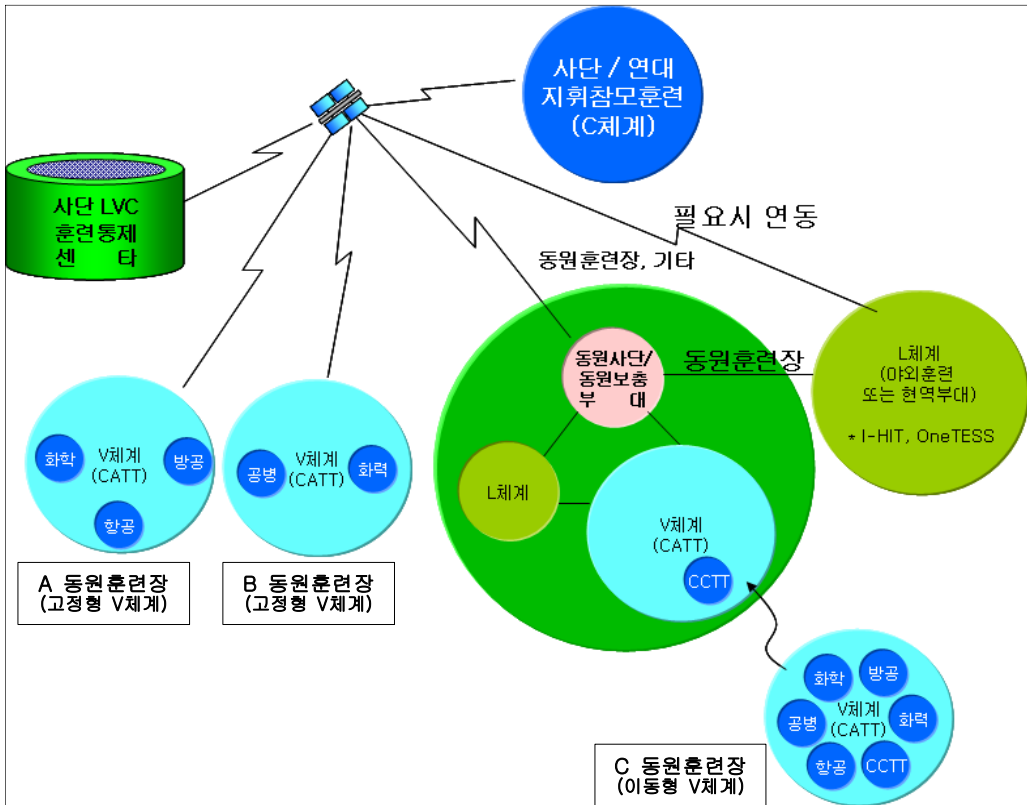 사단 / 연대
지휘참모훈련
(C체계)
사단 LVC
훈련통제
센 타
필요시 연동
동원훈련장, 기타
동원사단/
동원보충
부 대
동원훈련장
L체계
(야외훈련
또는 현역부대)
* I-HIT, OneTESS
화학
V체계
(CATT)
방공
항공
공병
V체계
(CATT)
화력
L체계
V체계
(CATT)
CCTT
A 동원훈련장
(고정형 V체계)
B 동원훈련장
(고정형 V체계)
화학
방공
공병
V체계
(CATT)
화력
항공
CCTT
C 동원훈련장
(이동형 V체계)